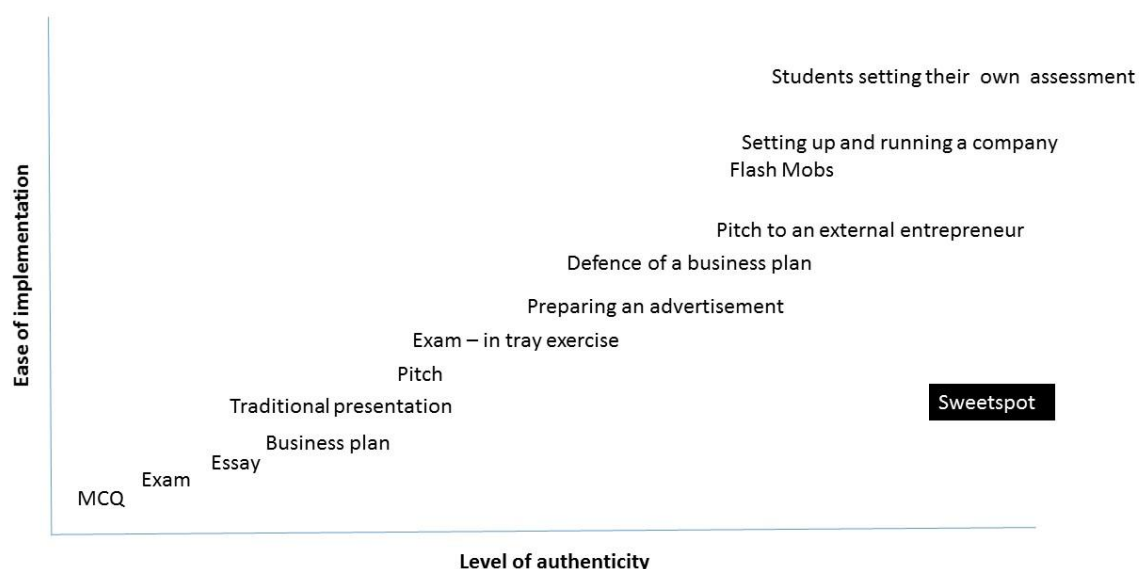 Students setting their own assessment
Setting up and running a company
Flash Mobs
Pitch to an external entrepreneur
Defence of a business plan
Preparing an advertisement
Exam – in tray exercise
Pitch
Traditional presentation
Sweetspot
Business plan
Essay
Exam
MCQ
Ease of implementation
Level of authenticity